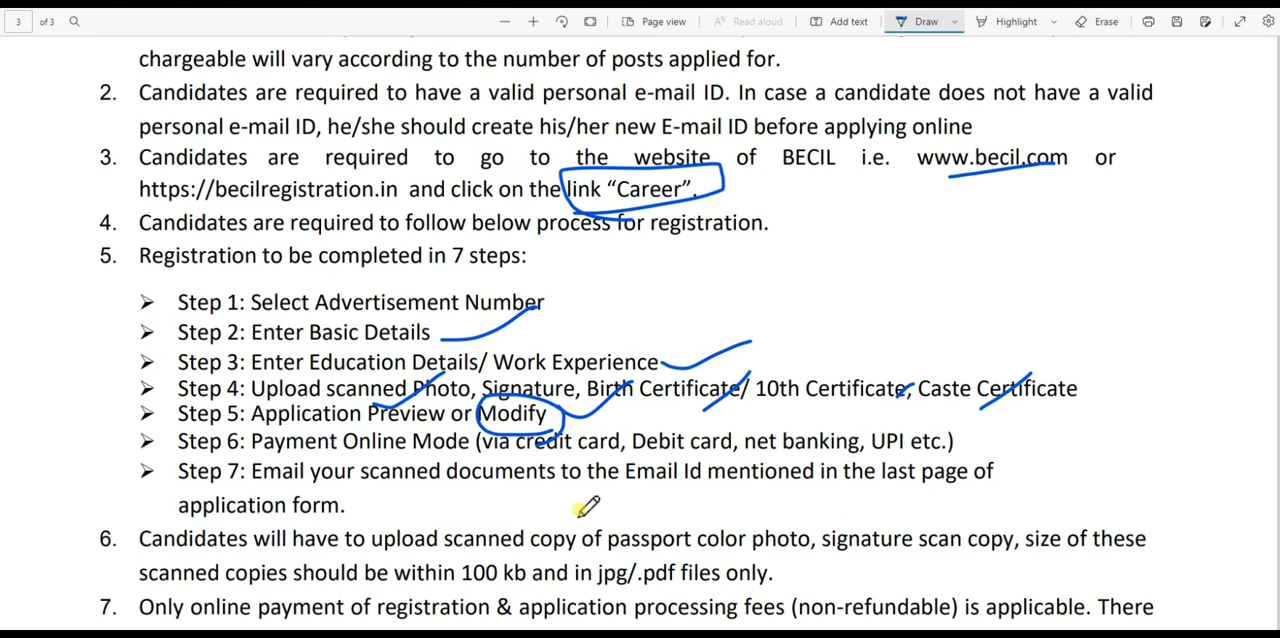 3 of 3 Page view Read aloud Add text Draw Highlight Erase
chargeable will vary according to the number of posts applied for.
2. Candidates are required to have a valid personal e-mail ID. In case a candidate does not have a valid
personal e-mail ID, he/she should create his/her new E-mail ID before applying online
3. Candidates are required to go to the website of BECIL i.e. www.becil.com or
https://becilregistration.in and click on the link “Career”.
4. Candidates are required to follow below process for registration.
5. Registration to be completed in 7 steps:
➢ Step 1: Select Advertisement Number
➢ Step 2: Enter Basic Details
➢ Step 3: Enter Education Details/ Work Experience
➢ Step 4: Upload scanned Photo, Signature, Birth Certificate/ 10th Certificate, Caste Certificate
➢ Step 5: Application Preview or Modify
➢ Step 6: Payment Online Mode (via credit card, Debit card, net banking, UPI etc.)
➢ Step 7: Email your scanned documents to the Email Id mentioned in the last page of
application form.
6. Candidates will have to upload scanned copy of passport color photo, signature scan copy, size of these
scanned copies should be within 100 kb and in jpg/.pdf files only.
7. Only online payment of registration & application processing fees (non-refundable) is applicable. There